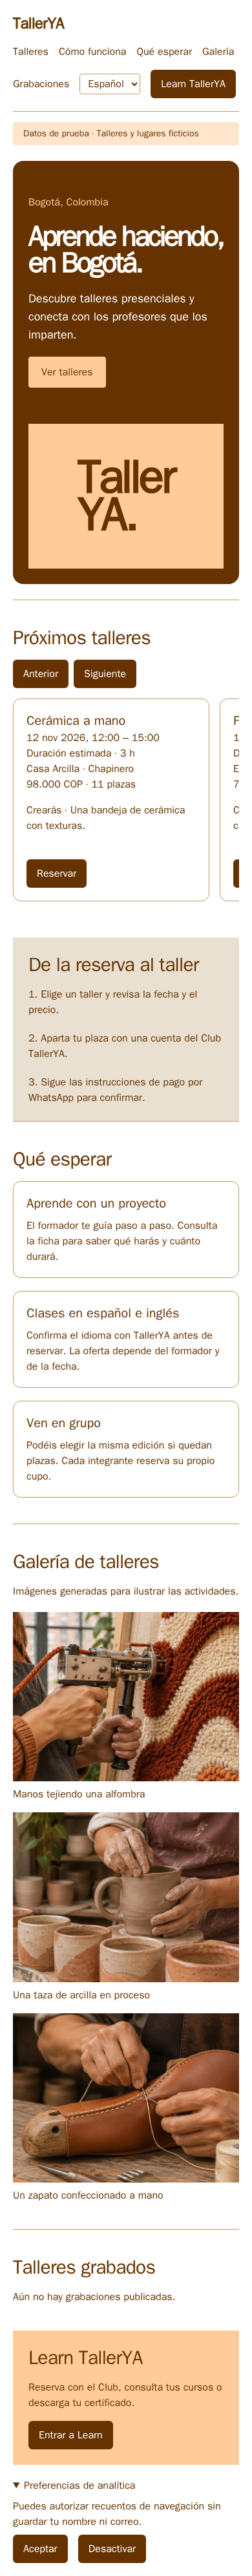 TallerYA
Talleres Cómo funciona Qué esperar Galería
Grabaciones Español Learn TallerYA
Datos de prueba · Talleres y lugares ficticios
Bogotá, Colombia
Aprende haciendo,
en Bogotá.
Descubre talleres presenciales y
conecta con los profesores que los
imparten.
Ver talleres
Taller
YA.
Próximos talleres
Anterior Siguiente
Cerámica a mano
12 nov 2026, 12:00 – 15:00
Duración estimada · 3 h
Casa Arcilla · Chapinero
98.000 COP · 11 plazas
Crearás · Una bandeja de cerámica
con texturas.
Reservar
De la reserva al taller
1. Elige un taller y revisa la fecha y el
precio.
2. Aparta tu plaza con una cuenta del Club
TallerYA.
3. Sigue las instrucciones de pago por
WhatsApp para confirmar.
Qué esperar
Aprende con un proyecto
El formador te guía paso a paso. Consulta
la ficha para saber qué harás y cuánto
durará.
Clases en español e inglés
Confirma el idioma con TallerYA antes de
reservar. La oferta depende del formador y
de la fecha.
Ven en grupo
Podéis elegir la misma edición si quedan
plazas. Cada integrante reserva su propio
cupo.
Galería de talleres
Imágenes generadas para ilustrar las actividades.
Manos tejiendo una alfombra
Una taza de arcilla en proceso
Un zapato confeccionado a mano
Talleres grabados
Aún no hay grabaciones publicadas.
Learn TallerYA
Reserva con el Club, consulta tus cursos o
descarga tu certificado.
Entrar a Learn
▼ Preferencias de analítica
Puedes autorizar recuentos de navegación sin
guardar tu nombre ni correo.
Aceptar Desactivar